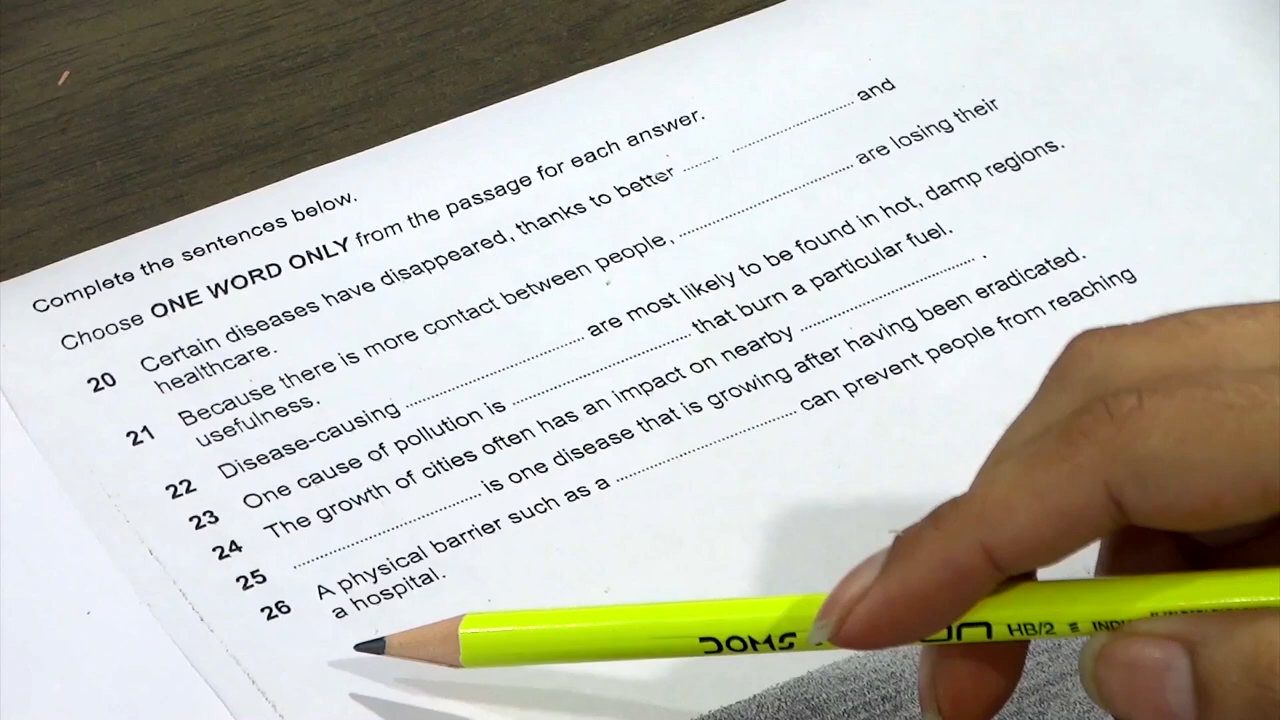 Complete the sentences below.
Choose ONE WORD ONLY from the passage for each answer.
20 Certain diseases have disappeared, thanks to better ...... .................... and
healthcare.
21 Because there is more contact between people, .............................. are losing their
usefulness.
22 Disease-causing .............................. are most likely to be found in hot, damp regions.
23 One cause of pollution is .............................. that burn a particular fuel.
24 The growth of cities often has an impact on nearby .............................. .
25 .............................. is one disease that is growing after having been eradicated.
26 A physical barrier such as a .............................. can prevent people from reaching
a hospital.
DOMS HB/2